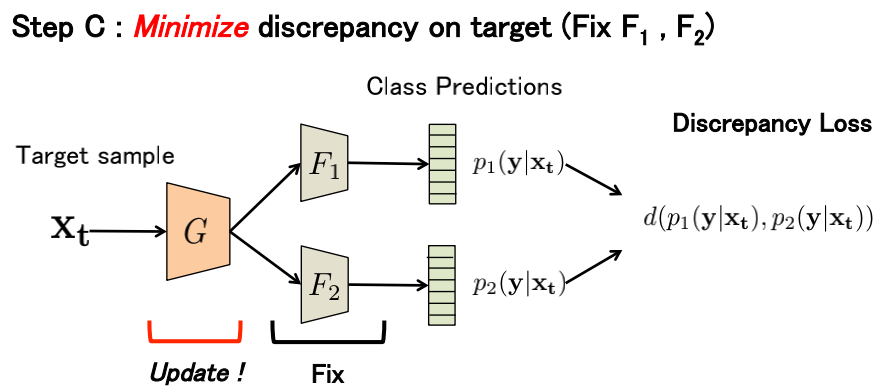 Step C : Minimize discrepancy on target (Fix F₁ , F₂)
Class Predictions
Discrepancy Loss
Target sample
F₁
p₁(y|xₜ)
xₜ
G
d(p₁(y|xₜ), p₂(y|xₜ))
F₂
p₂(y|xₜ)
Update !
Fix